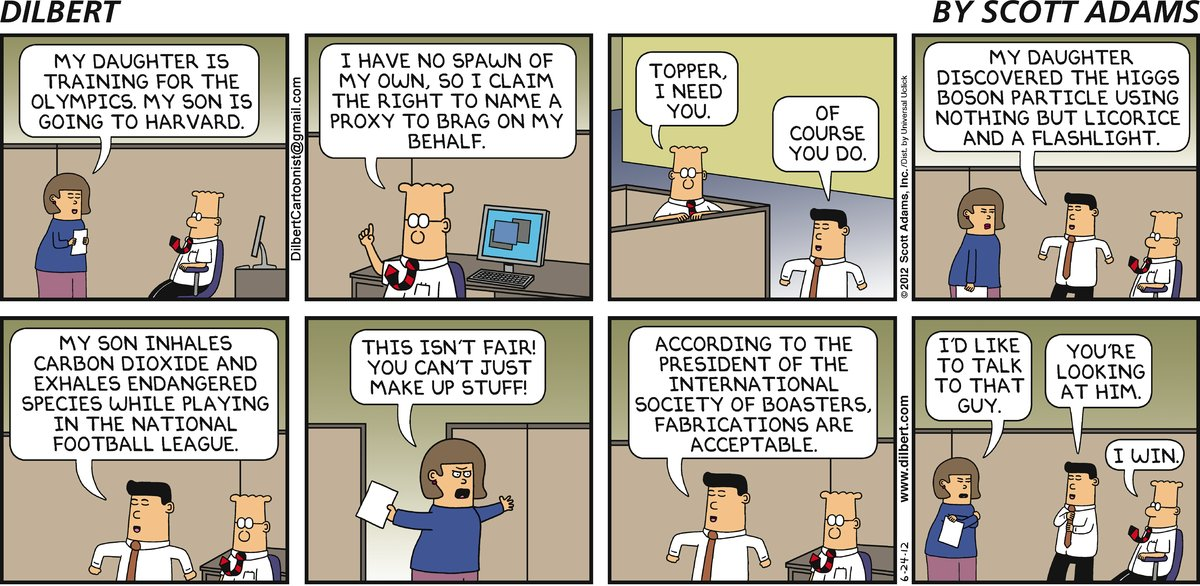 DILBERT
BY SCOTT ADAMS
MY DAUGHTER IS
TRAINING FOR THE
OLYMPICS. MY SON IS
GOING TO HARVARD.
DilbertCartoonist@gmail.com
I HAVE NO SPAWN OF
MY OWN, SO I CLAIM
THE RIGHT TO NAME A
PROXY TO BRAG ON MY
BEHALF.
TOPPER,
I NEED
YOU.
OF
COURSE
YOU DO.
©2012 Scott Adams, Inc./Dist. by Universal Uclick
MY DAUGHTER
DISCOVERED THE HIGGS
BOSON PARTICLE USING
NOTHING BUT LICORICE
AND A FLASHLIGHT.
MY SON INHALES
CARBON DIOXIDE AND
EXHALES ENDANGERED
SPECIES WHILE PLAYING
IN THE NATIONAL
FOOTBALL LEAGUE.
THIS ISN'T FAIR!
YOU CAN'T JUST
MAKE UP STUFF!
ACCORDING TO THE
PRESIDENT OF THE
INTERNATIONAL
SOCIETY OF BOASTERS,
FABRICATIONS ARE
ACCEPTABLE.
6-24-12 www.dilbert.com
I'D LIKE
TO TALK
TO THAT
GUY.
YOU'RE
LOOKING
AT HIM.
I WIN.